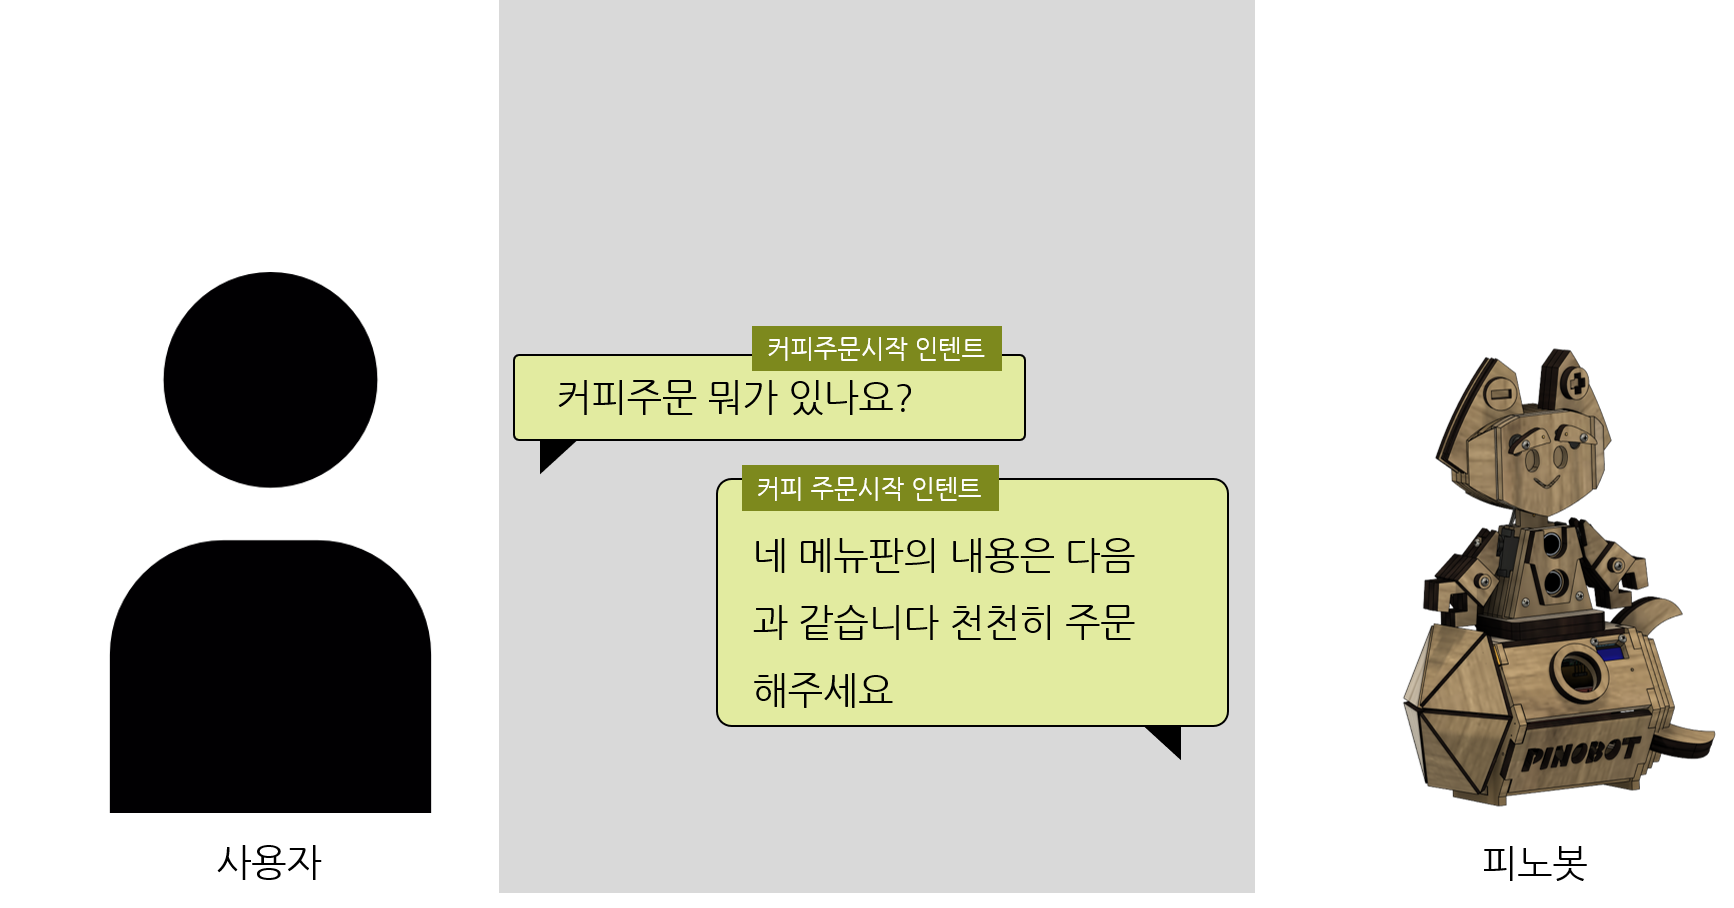 커피주문시작 인텐트
커피주문 뭐가 있나요?
커피 주문시작 인텐트
네 메뉴판의 내용은 다음
과 같습니다 천천히 주문
해주세요
PINOBOT
사용자
피노봇